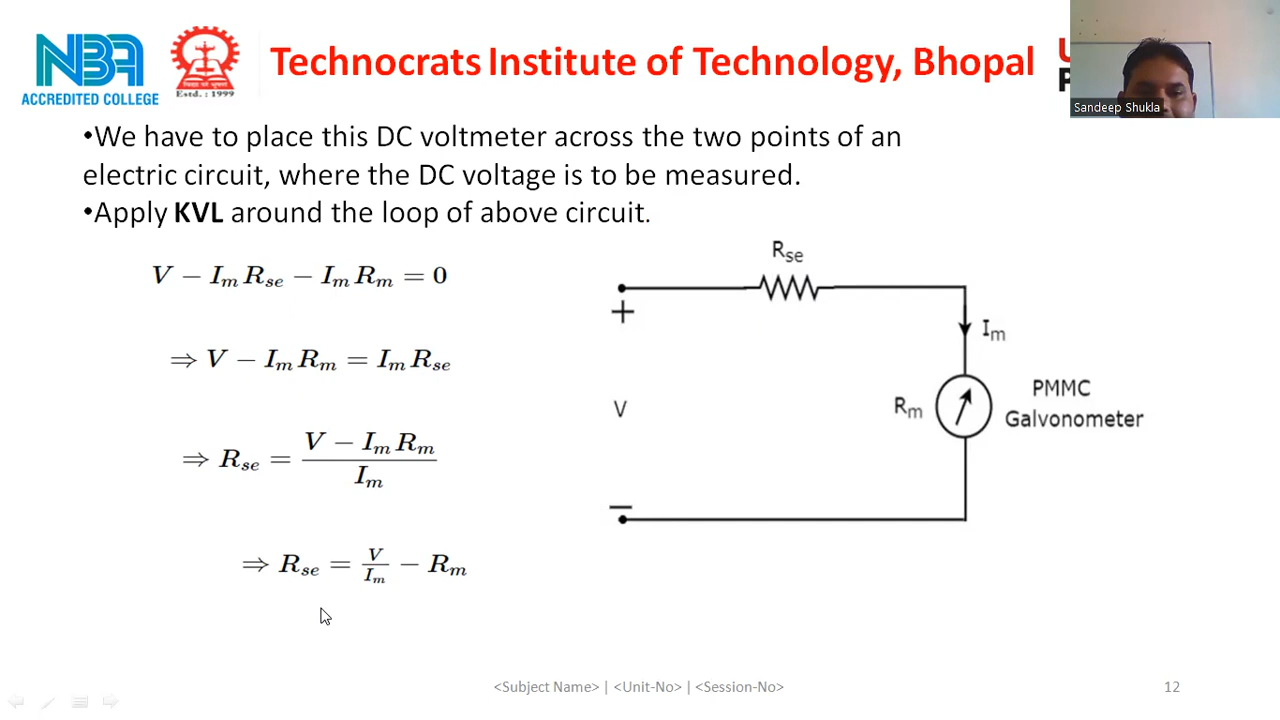 NBA
ACCREDITED COLLEGE
Estd. : 1999
Technocrats Institute of Technology, Bhopal
Sandeep Shukla
•We have to place this DC voltmeter across the two points of an
electric circuit, where the DC voltage is to be measured.
•Apply KVL around the loop of above circuit.
V − I_m R_se − I_m R_m = 0
⇒ V − I_m R_m = I_m R_se
⇒ R_se = (V − I_m R_m) / I_m
⇒ R_se = V / I_m − R_m
R_se
+
I_m
V
R_m
PMMC
Galvonometer
−
<Subject Name> | <Unit-No> | <Session-No>
12